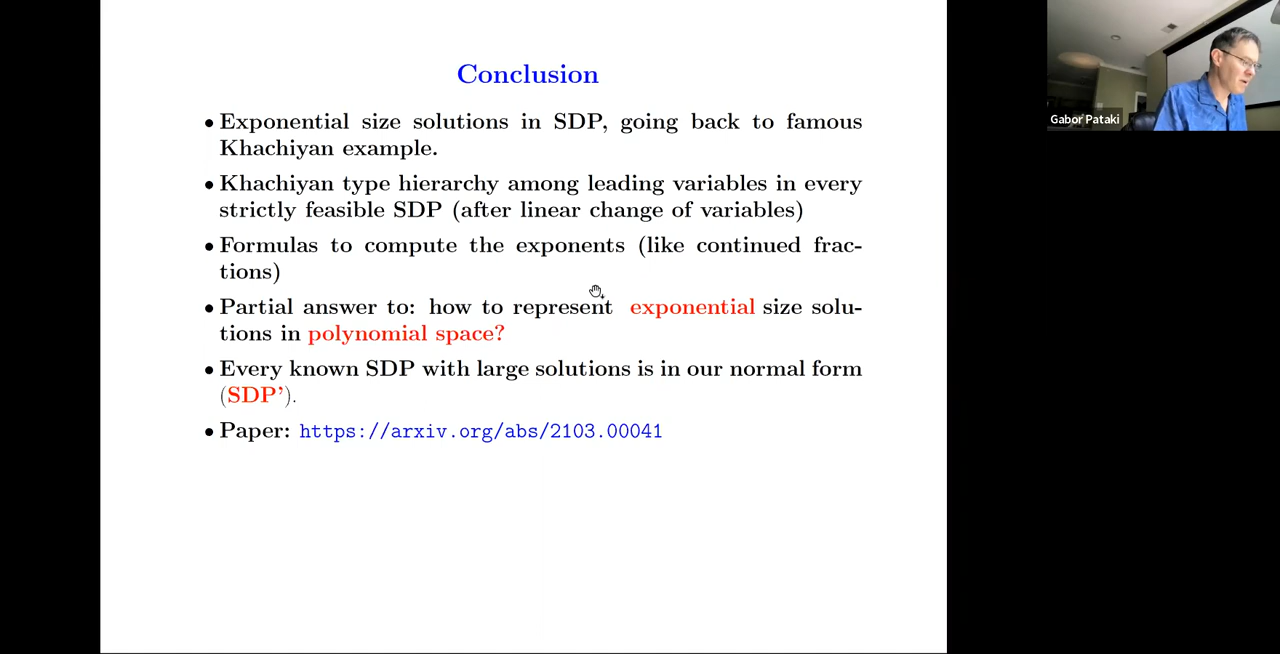 Conclusion
• Exponential size solutions in SDP, going back to famous
Khachiyan example.
• Khachiyan type hierarchy among leading variables in every
strictly feasible SDP (after linear change of variables)
• Formulas to compute the exponents (like continued frac-
tions)
• Partial answer to: how to represent exponential size solu-
tions in polynomial space?
• Every known SDP with large solutions is in our normal form
(SDP').
• Paper: https://arxiv.org/abs/2103.00041
Gabor Pataki